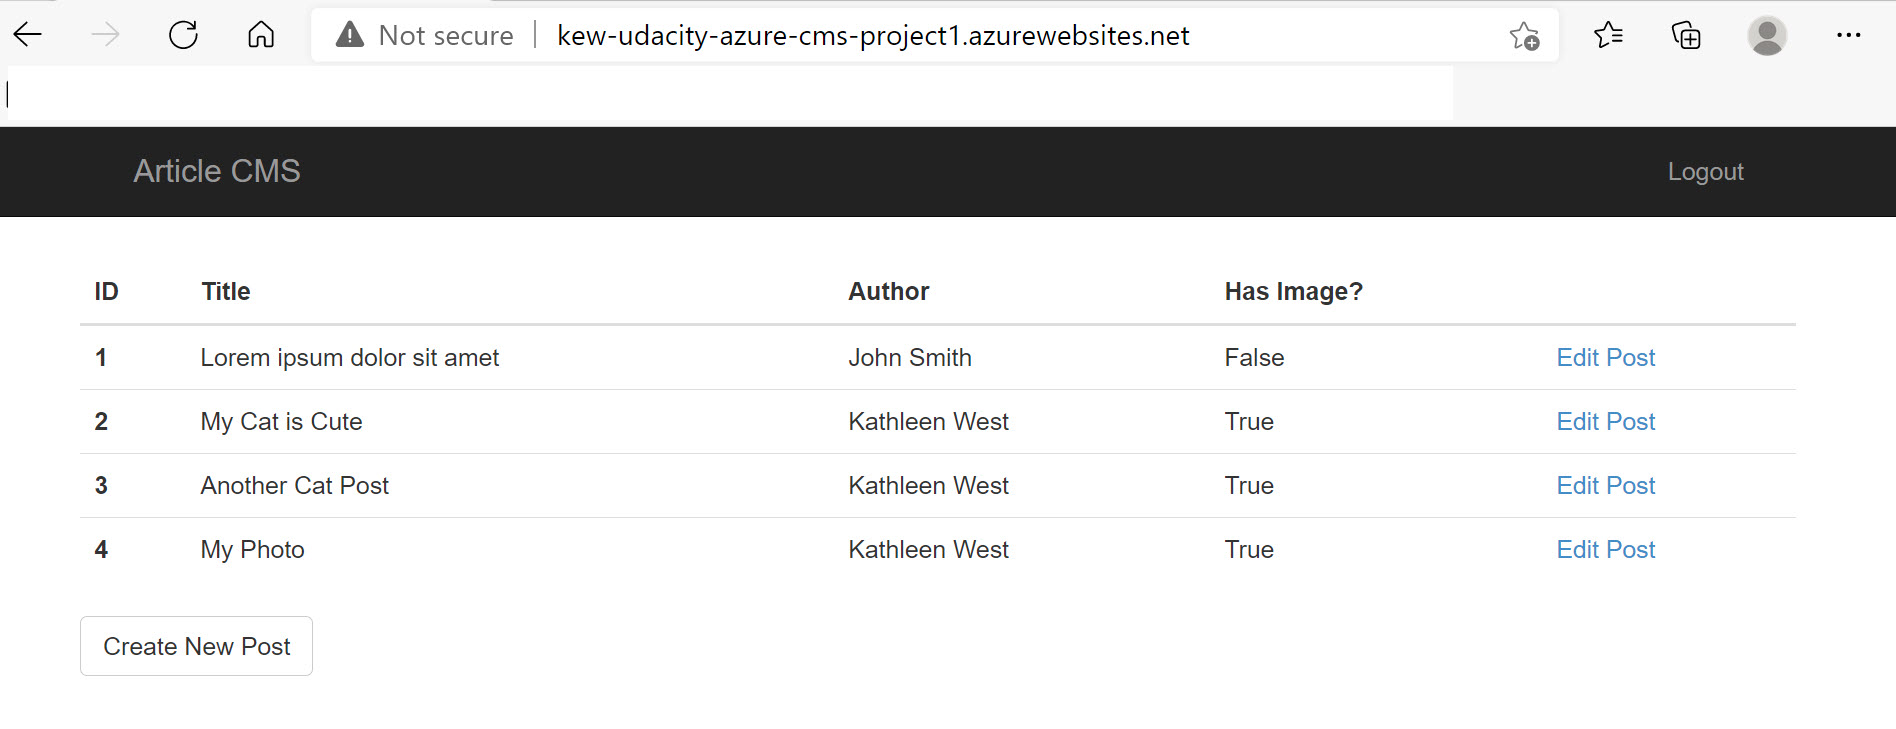 Not secure kew-udacity-azure-cms-project1.azurewebsites.net
Article CMS Logout
ID Title Author Has Image?
1 Lorem ipsum dolor sit amet John Smith False Edit Post
2 My Cat is Cute Kathleen West True Edit Post
3 Another Cat Post Kathleen West True Edit Post
4 My Photo Kathleen West True Edit Post
Create New Post